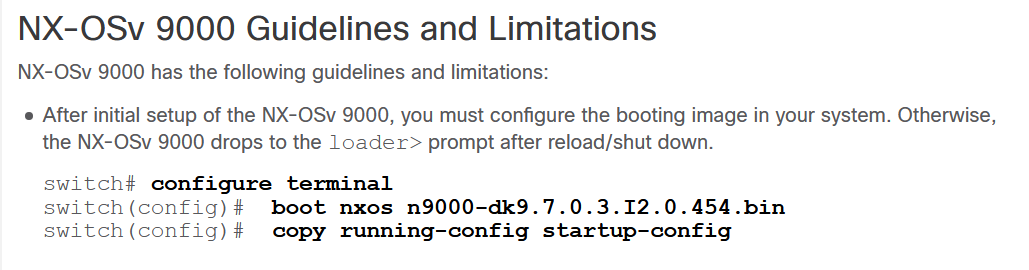 NX-OSv 9000 Guidelines and Limitations
NX-OSv 9000 has the following guidelines and limitations:
• After initial setup of the NX-OSv 9000, you must configure the booting image in your system. Otherwise,
the NX-OSv 9000 drops to the loader> prompt after reload/shut down.
switch# configure terminal
switch(config)# boot nxos n9000-dk9.7.0.3.I2.0.454.bin
switch(config)# copy running-config startup-config